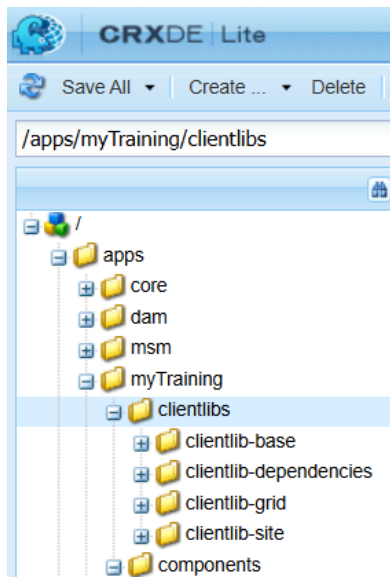 CRXDE | Lite
Save All Create ... Delete
/apps/myTraining/clientlibs
/
apps
core
dam
msm
myTraining
clientlibs
clientlib-base
clientlib-dependencies
clientlib-grid
clientlib-site
components